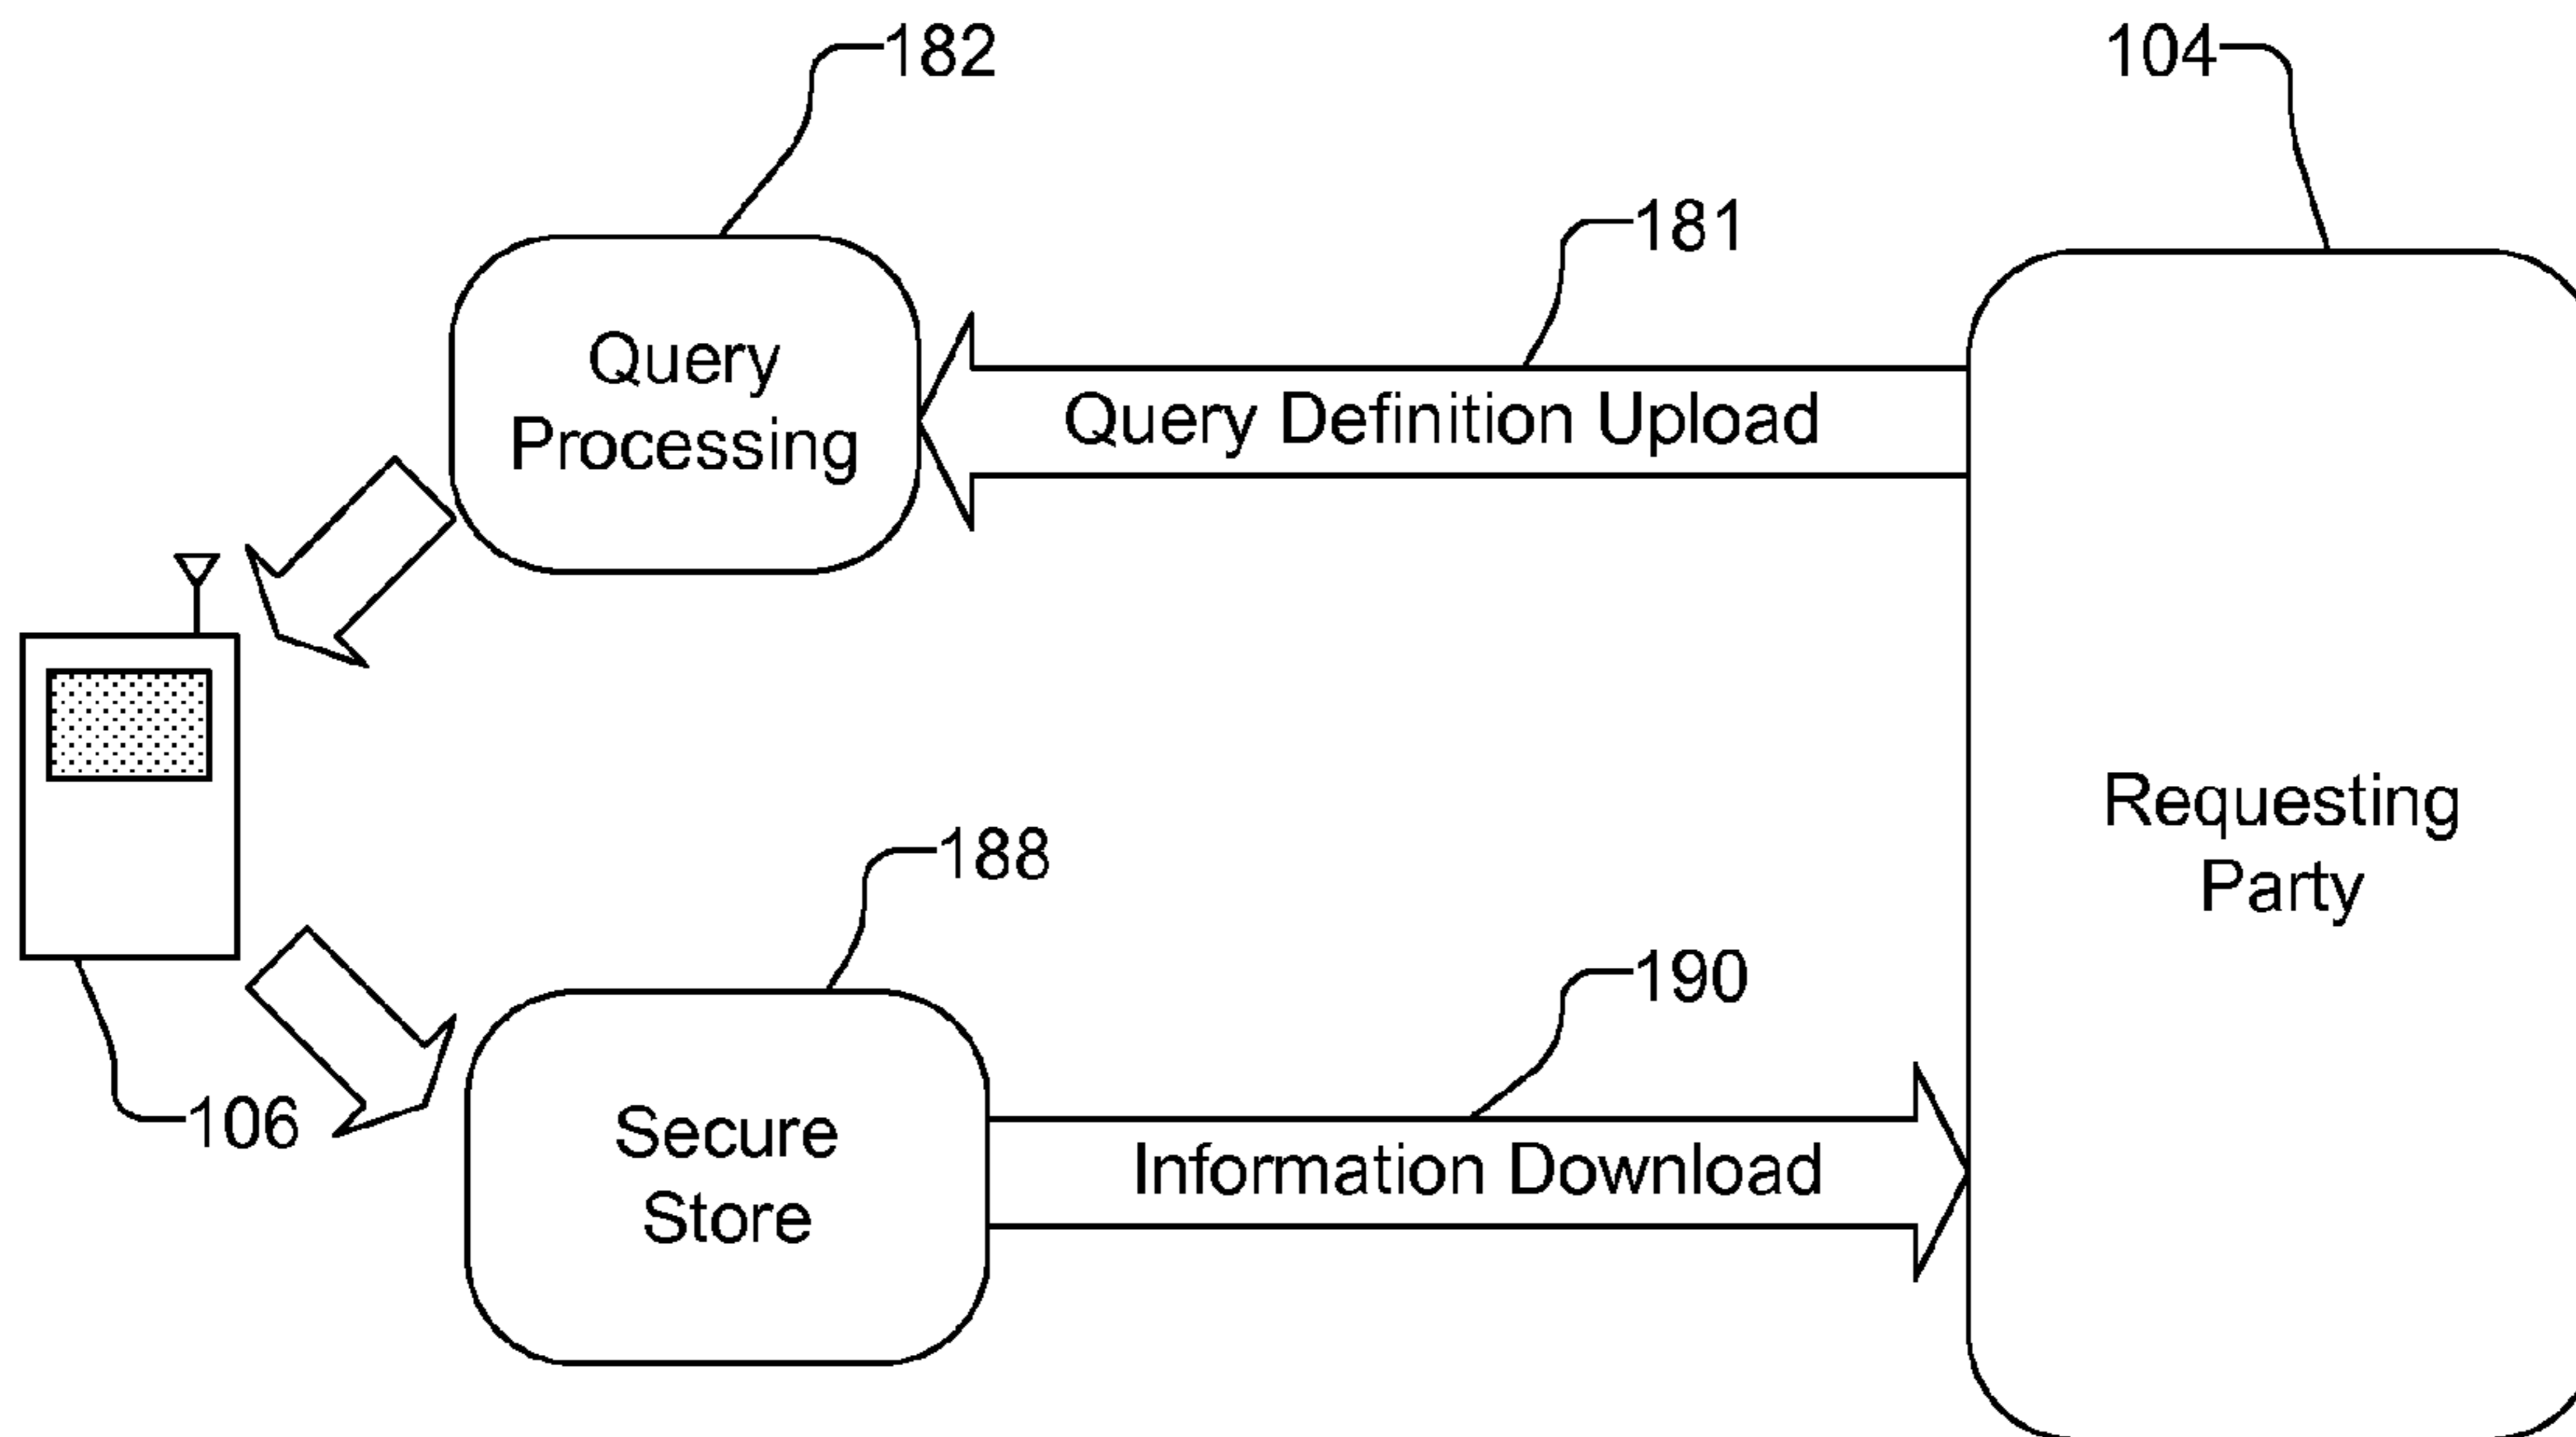 182
104
181
Query
Processing
Query Definition Upload
Requesting
Party
188
190
106
Secure
Store
Information Download